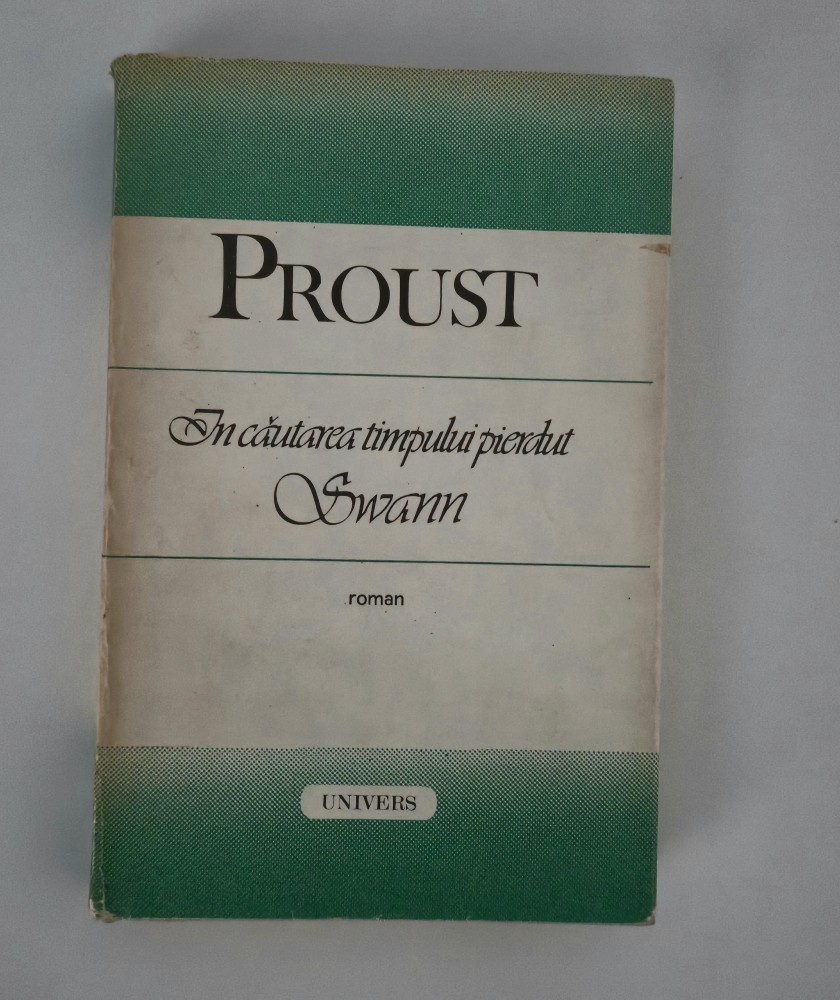 PROUST
In căutarea timpului pierdut
Swann
roman
UNIVERS